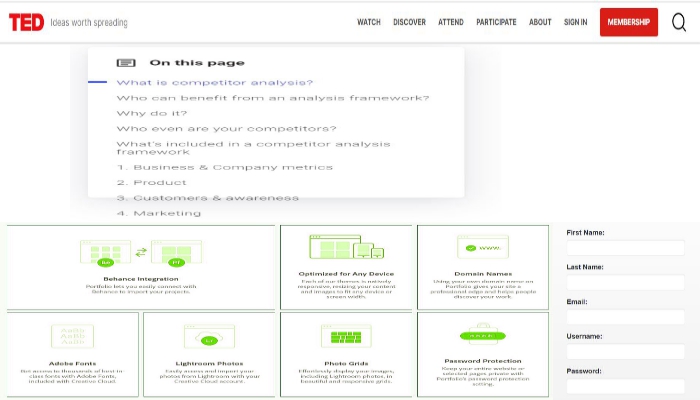 TED Ideas worth spreading
WATCH DISCOVER ATTEND PARTICIPATE ABOUT SIGN IN MEMBERSHIP
On this page
What is competitor analysis?
Who can benefit from an analysis framework?
Why do it?
Who even are your competitors?
What's included in a competitor analysis
framework
1. Business & Company metrics
2. Product
3. Customers & awareness
4. Marketing
Behance Integration
Portfolio lets you easily connect with
Behance to import your projects.
Optimized for Any Device
Each of our themes is entirely
responsive, making your content
and images to fit any device or
screen width.
WWW.
Domain Names
Using your own domain name on
Portfolio gives your site a
professional edge and helps people
discover your work.
Adobe Fonts
Get access to thousands of best-in-
class fonts with Adobe Fonts,
included with Creative Cloud.
Lightroom Photos
Easily access and import your
photos from Lightroom with your
Creative Cloud account.
Photo Grids
Effortlessly display your images,
including Lightroom photos, in
beautiful and responsive grids.
Password Protection
Keep your entire website or
selected pages private with
Portfolio's password protection
setting.
First Name:
Last Name:
Email:
Username:
Password: